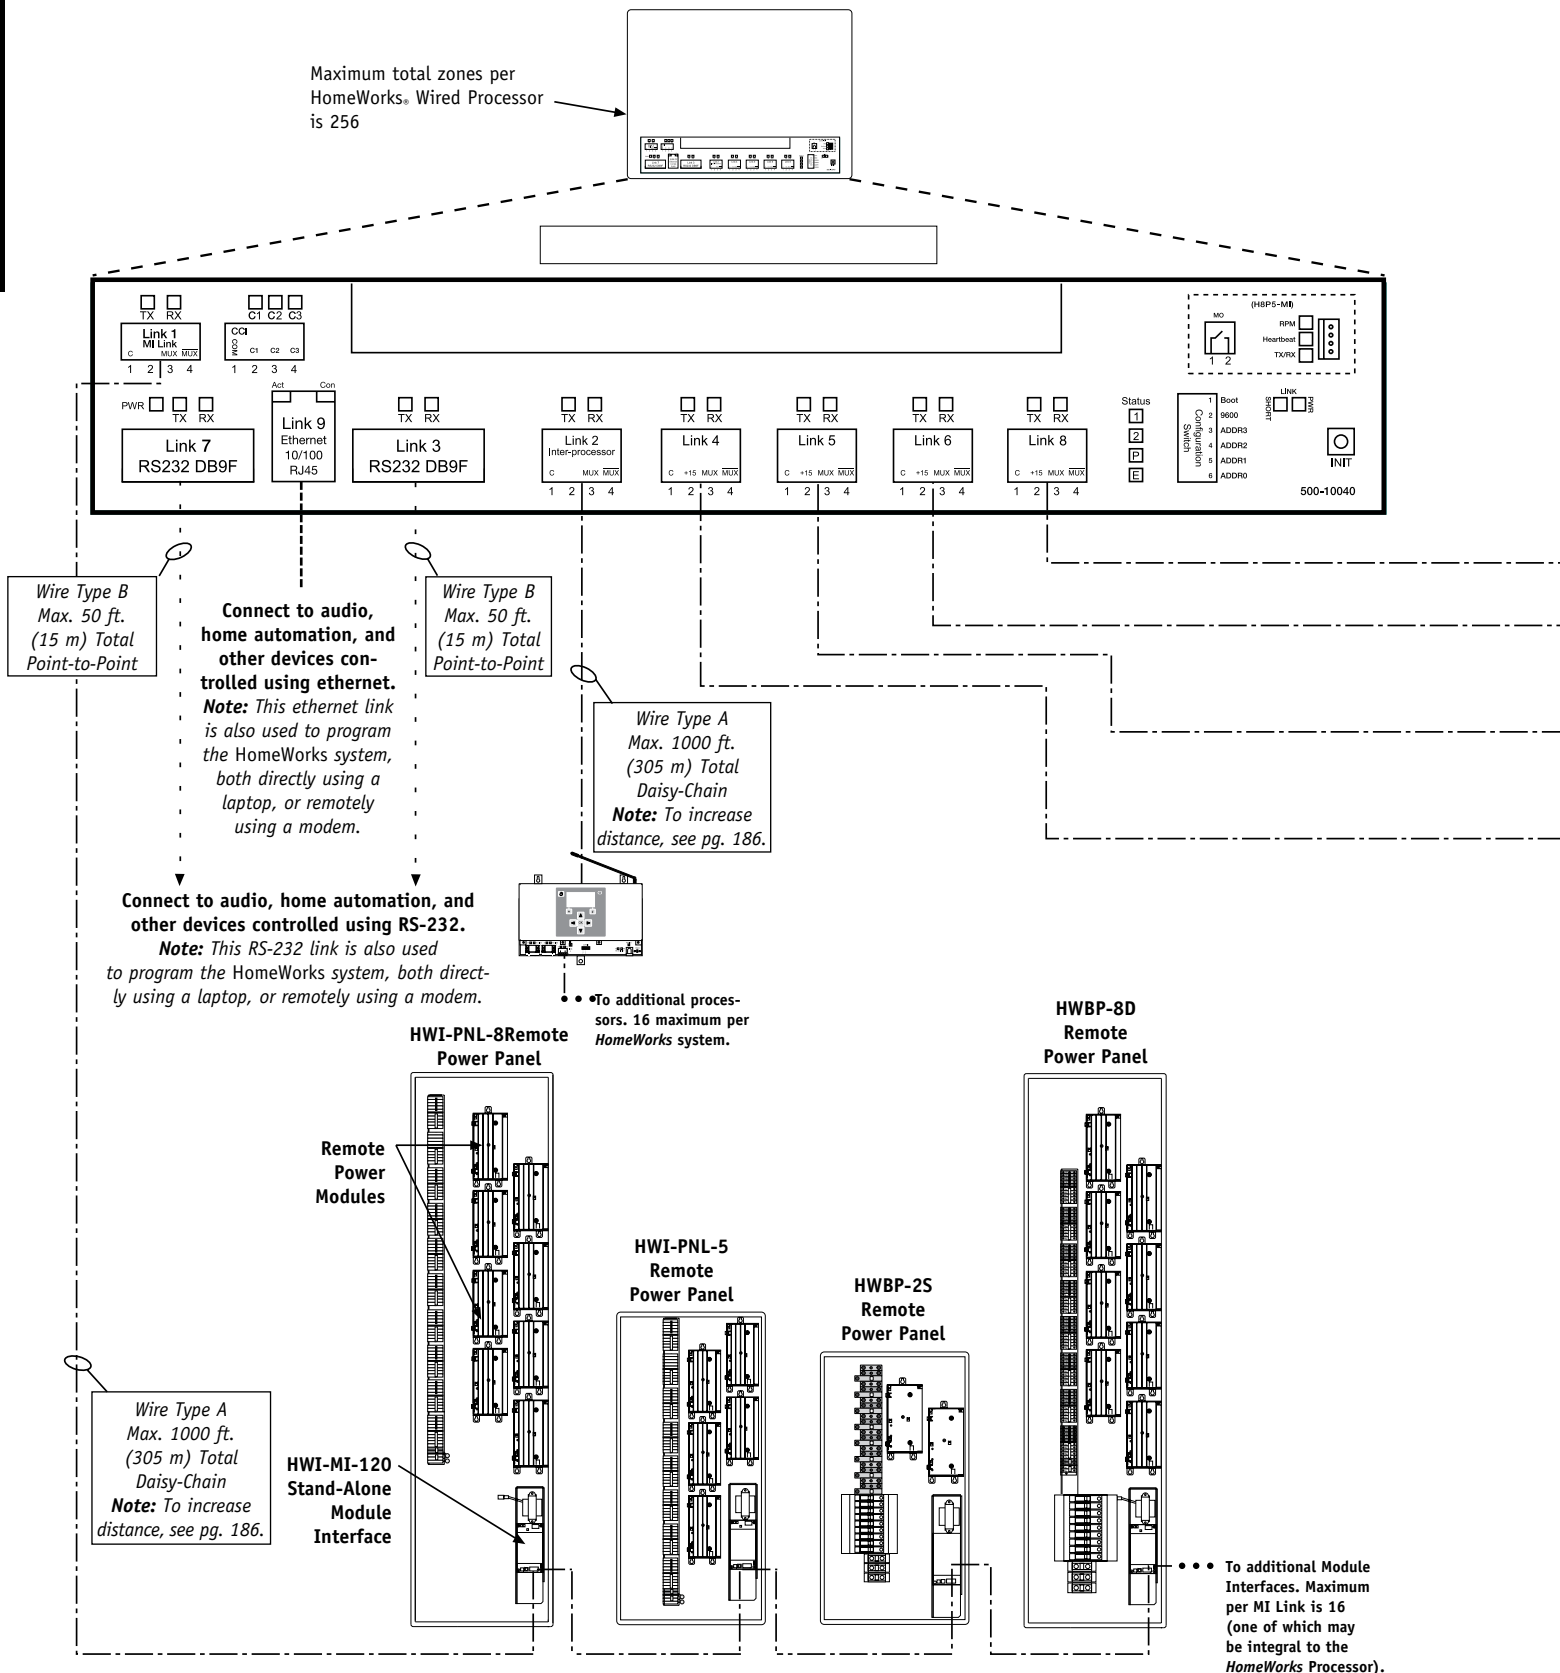 Maximum total zones per
HomeWorks® Wired Processor
is 256
TX RX
Link 1
MI Link
C MUX MUX
1 2 3 4
C1 C2 C3
CCI
COM C1 C2 C3
1 2 3 4
(H8P5-MI)
MO
1 2
RPM
Heartbeat
TX/RX
PWR TX RX
Link 7
RS232 DB9F
Act Con
Link 9
Ethernet
10/100
RJ45
TX RX
Link 3
RS232 DB9F
TX RX
Link 2
Inter-processor
C MUX MUX
1 2 3 4
TX RX
Link 4
C +15 MUX MUX
1 2 3 4
TX RX
Link 5
C +15 MUX MUX
1 2 3 4
TX RX
Link 6
C +15 MUX MUX
1 2 3 4
TX RX
Link 8
C +15 MUX MUX
1 2 3 4
Status
1
2
P
E
Configuration
Switch
1 Boot
2 9600
3 ADDR3
4 ADDR2
5 ADDR1
6 ADDR0
LINK
SHORT PWR
INIT
500-10040
Wire Type B
Max. 50 ft.
(15 m) Total
Point-to-Point
Connect to audio,
home automation, and
other devices con-
trolled using ethernet.
Note: This ethernet link
is also used to program
the HomeWorks system,
both directly using a
laptop, or remotely
using a modem.
Wire Type B
Max. 50 ft.
(15 m) Total
Point-to-Point
Wire Type A
Max. 1000 ft.
(305 m) Total
Daisy-Chain
Note: To increase
distance, see pg. 186.
Connect to audio, home automation, and
other devices controlled using RS-232.
Note: This RS-232 link is also used
to program the HomeWorks system, both direct-
ly using a laptop, or remotely using a modem.
To additional proces-
sors. 16 maximum per
HomeWorks system.
HWI-PNL-8Remote
Power Panel
Remote
Power
Modules
HWI-PNL-5
Remote
Power Panel
HWBP-2S
Remote
Power Panel
HWBP-8D
Remote
Power Panel
Wire Type A
Max. 1000 ft.
(305 m) Total
Daisy-Chain
Note: To increase
distance, see pg. 186.
HWI-MI-120
Stand-Alone
Module
Interface
To additional Module
Interfaces. Maximum
per MI Link is 16
(one of which may
be integral to the
HomeWorks Processor).